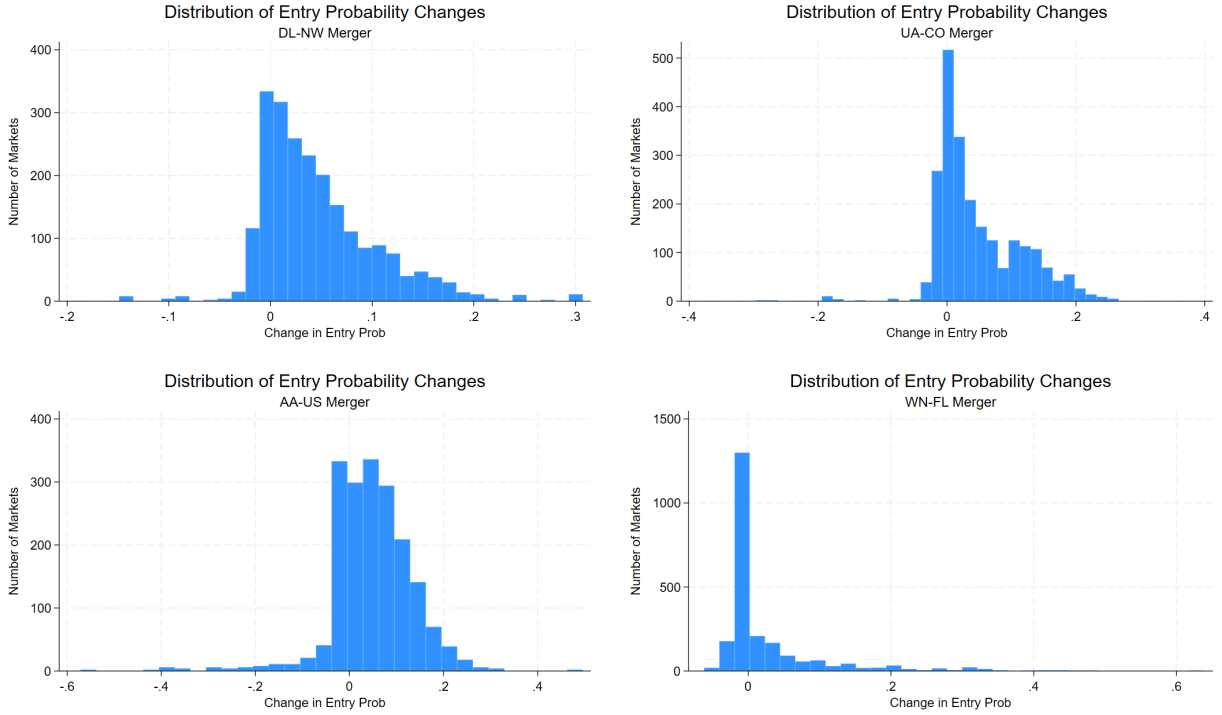 Distribution of Entry Probability Changes
DL-NW Merger
Number of Markets
400
300
200
100
0
-.2
-.1
0
.1
.2
.3
Change in Entry Prob
Distribution of Entry Probability Changes
UA-CO Merger
Number of Markets
500
400
300
200
100
0
-.4
-.2
0
.2
.4
Change in Entry Prob
Distribution of Entry Probability Changes
AA-US Merger
Number of Markets
400
300
200
100
0
-.6
-.4
-.2
0
.2
.4
Change in Entry Prob
Distribution of Entry Probability Changes
WN-FL Merger
Number of Markets
1500
1000
500
0
0
.2
.4
.6
Change in Entry Prob